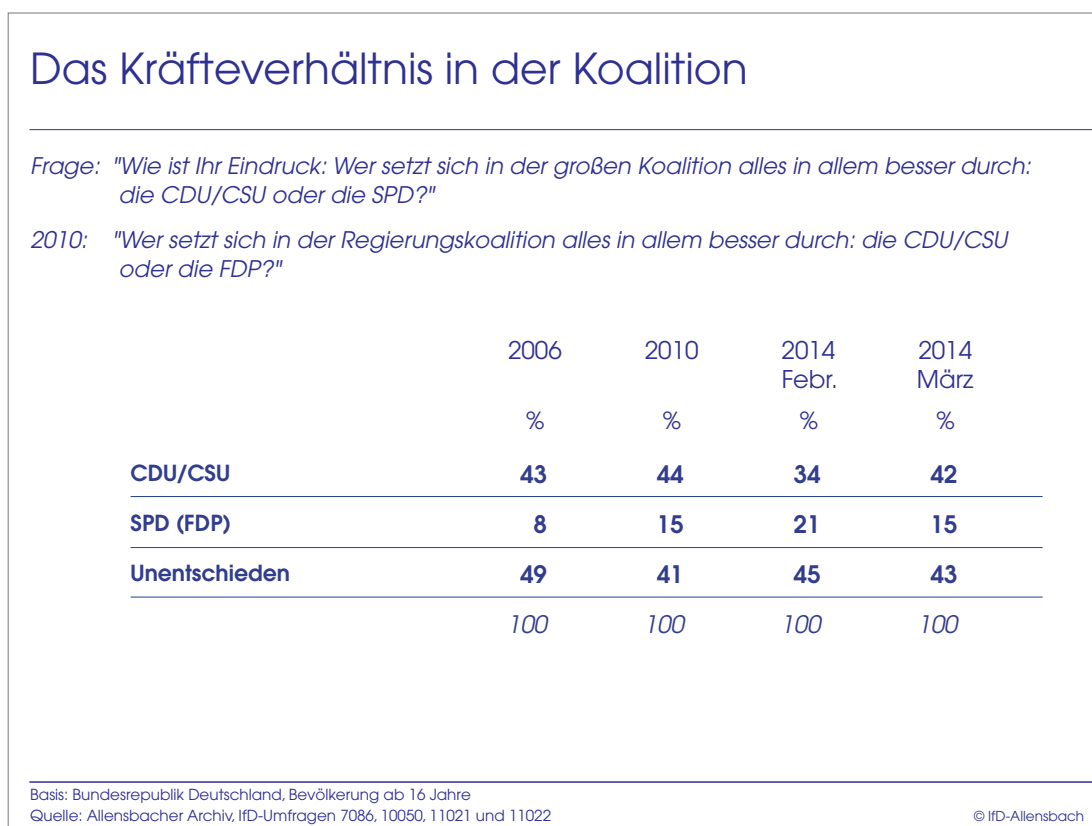 Das Kräfteverhältnis in der Koalition
Frage: "Wie ist Ihr Eindruck: Wer setzt sich in der großen Koalition alles in allem besser durch:
die CDU/CSU oder die SPD?"
2010: "Wer setzt sich in der Regierungskoalition alles in allem besser durch: die CDU/CSU
oder die FDP?"
2006 2010 2014 2014
Febr. März
% % % %
CDU/CSU 43 44 34 42
SPD (FDP) 8 15 21 15
Unentschieden 49 41 45 43
100 100 100 100
Basis: Bundesrepublik Deutschland, Bevölkerung ab 16 Jahre
Quelle: Allensbacher Archiv, IfD-Umfragen 7086, 10050, 11021 und 11022 © IfD-Allensbach